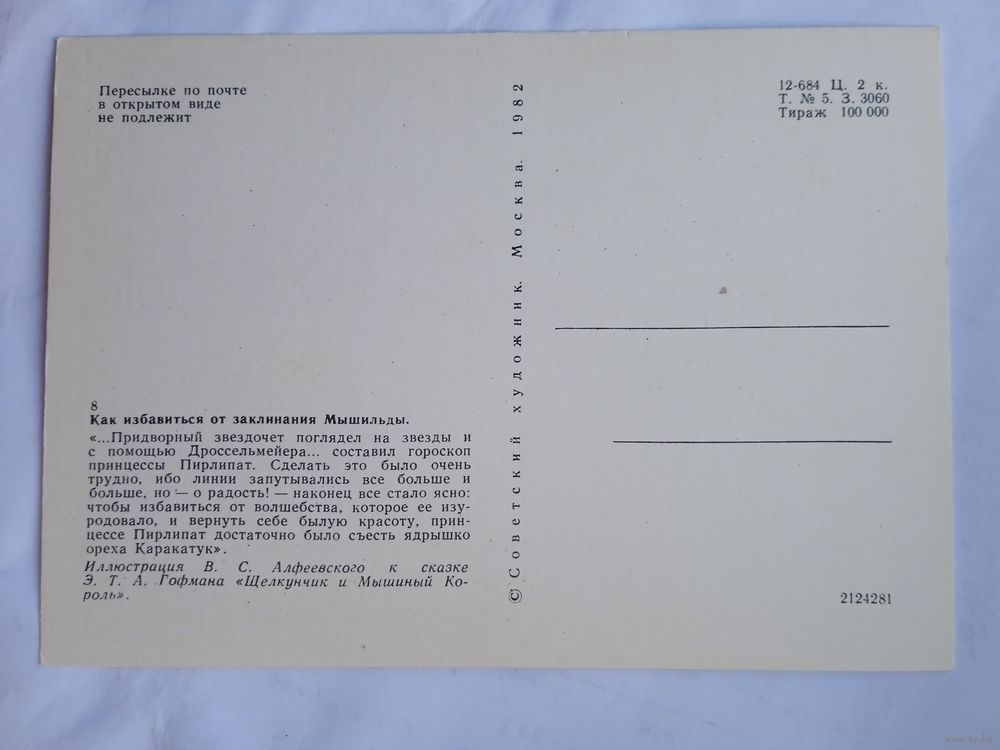 Пересылке по почте
в открытом виде
не подлежит
8
Как избавиться от заклинания Мышильды.
«...Придворный звездочет поглядел на звезды и
с помощью Дроссельмейера... составил гороскоп
принцессы Пирлипат. Сделать это было очень
трудно, ибо линии запутывались все больше и
больше, но — о радость! — наконец все стало ясно:
чтобы избавиться от волшебства, которое ее изу-
родовало, и вернуть себе былую красоту, прин-
цессе Пирлипат достаточно было съесть ядрышко
ореха Каракатук».
Иллюстрация В. С. Алфеевского к сказке
Э. Т. А. Гофмана «Щелкунчик и Мышиный Ко-
роль».
© Советский художник. Москва. 1982
12-684 Ц. 2 к.
Т. № 5. З. 3060
Тираж 100 000
2124281
www.ay.by